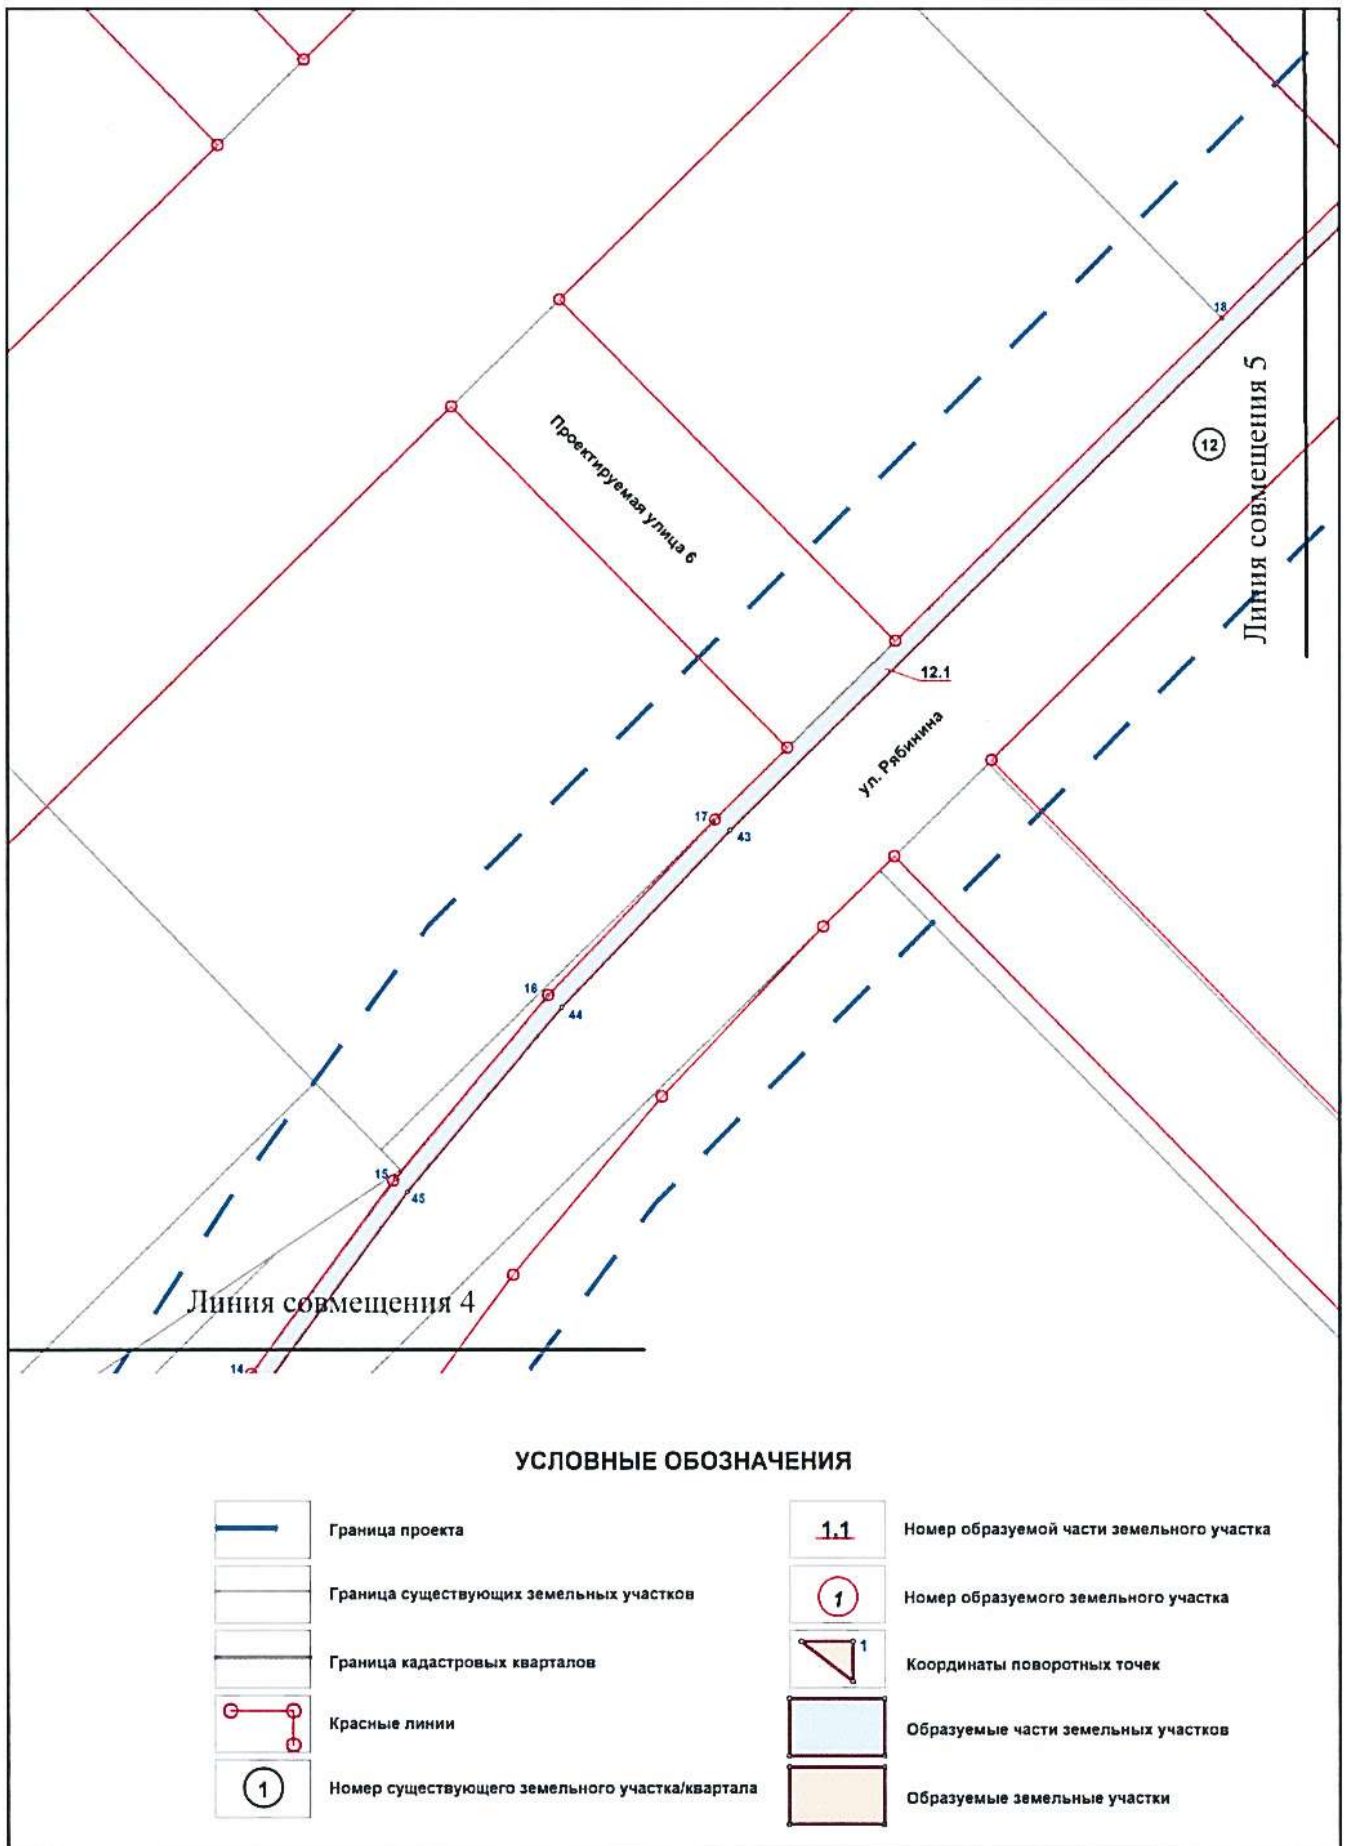 18
12
Линия совмещения 5
Проектируемая улица 6
12.1
ул. Рябинина
17
43
16
44
15
45
Линия совмещения 4
14
УСЛОВНЫЕ ОБОЗНАЧЕНИЯ
Граница проекта
Граница существующих земельных участков
Граница кадастровых кварталов
Красные линии
1
Номер существующего земельного участка/квартала
1.1
Номер образуемой части земельного участка
1
Номер образуемого земельного участка
1
Координаты поворотных точек
Образуемые части земельных участков
Образуемые земельные участки